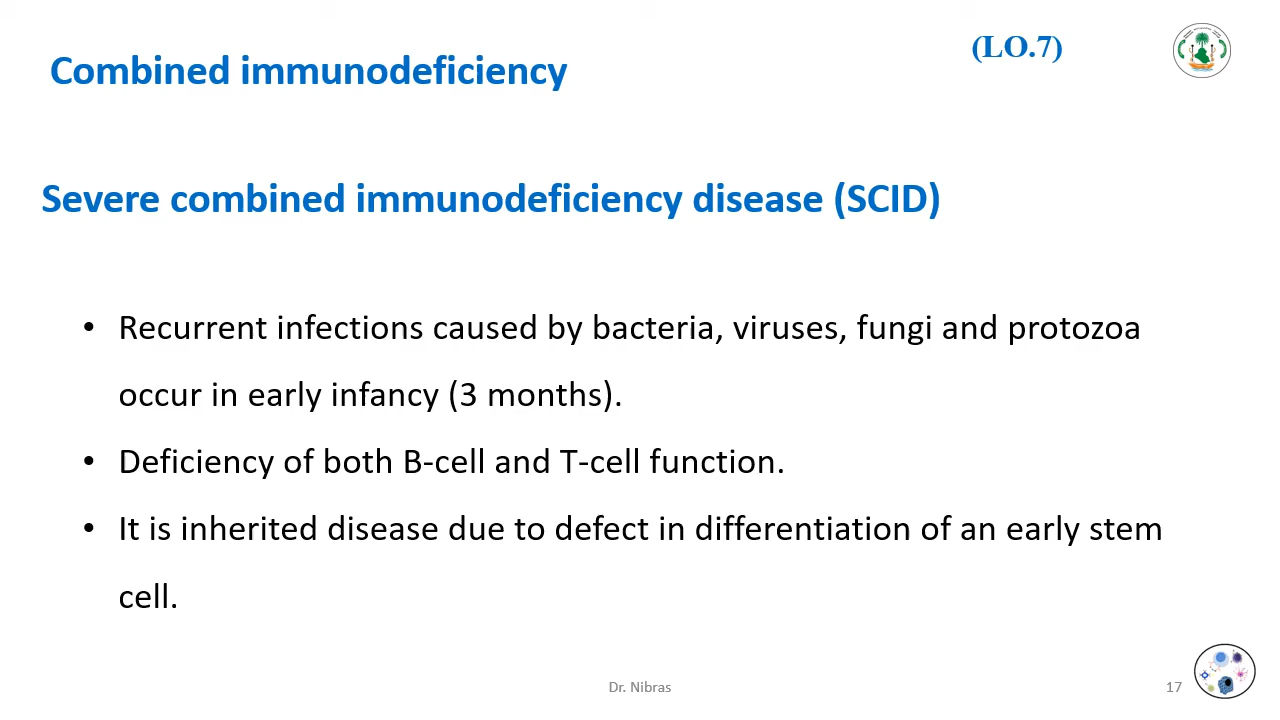 (LO.7)
Combined immunodeficiency
Severe combined immunodeficiency disease (SCID)
• Recurrent infections caused by bacteria, viruses, fungi and protozoa
occur in early infancy (3 months).
• Deficiency of both B-cell and T-cell function.
• It is inherited disease due to defect in differentiation of an early stem
cell.
Dr. Nibras
17